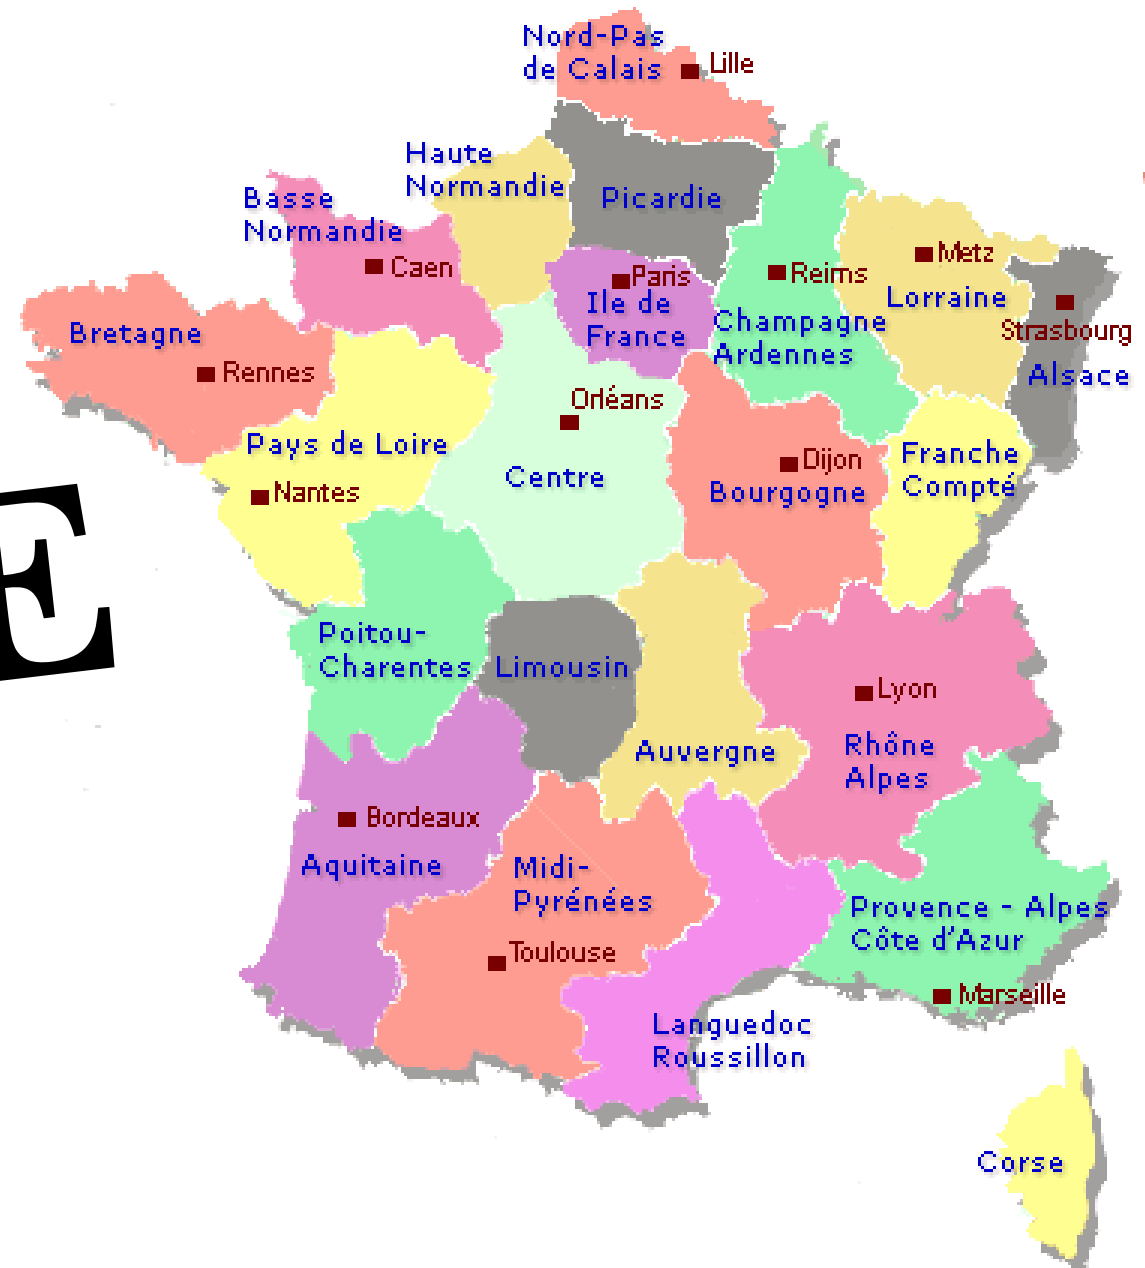 Nord-Pas
de Calais
Lille
Haute
Normandie
Basse
Normandie
Picardie
Caen
Paris
Ile de
France
Reims
Champagne
Ardennes
Metz
Lorraine
Strasbourg
Alsace
Bretagne
Rennes
Orléans
Pays de Loire
Nantes
Centre
Dijon
Bourgogne
Franche
Compté
E
Poitou-
Charentes
Limousin
Auvergne
Lyon
Rhône
Alpes
Bordeaux
Aquitaine
Midi-
Pyrénées
Toulouse
Provence - Alpes
Côte d'Azur
Marseille
Languedoc
Roussillon
Corse